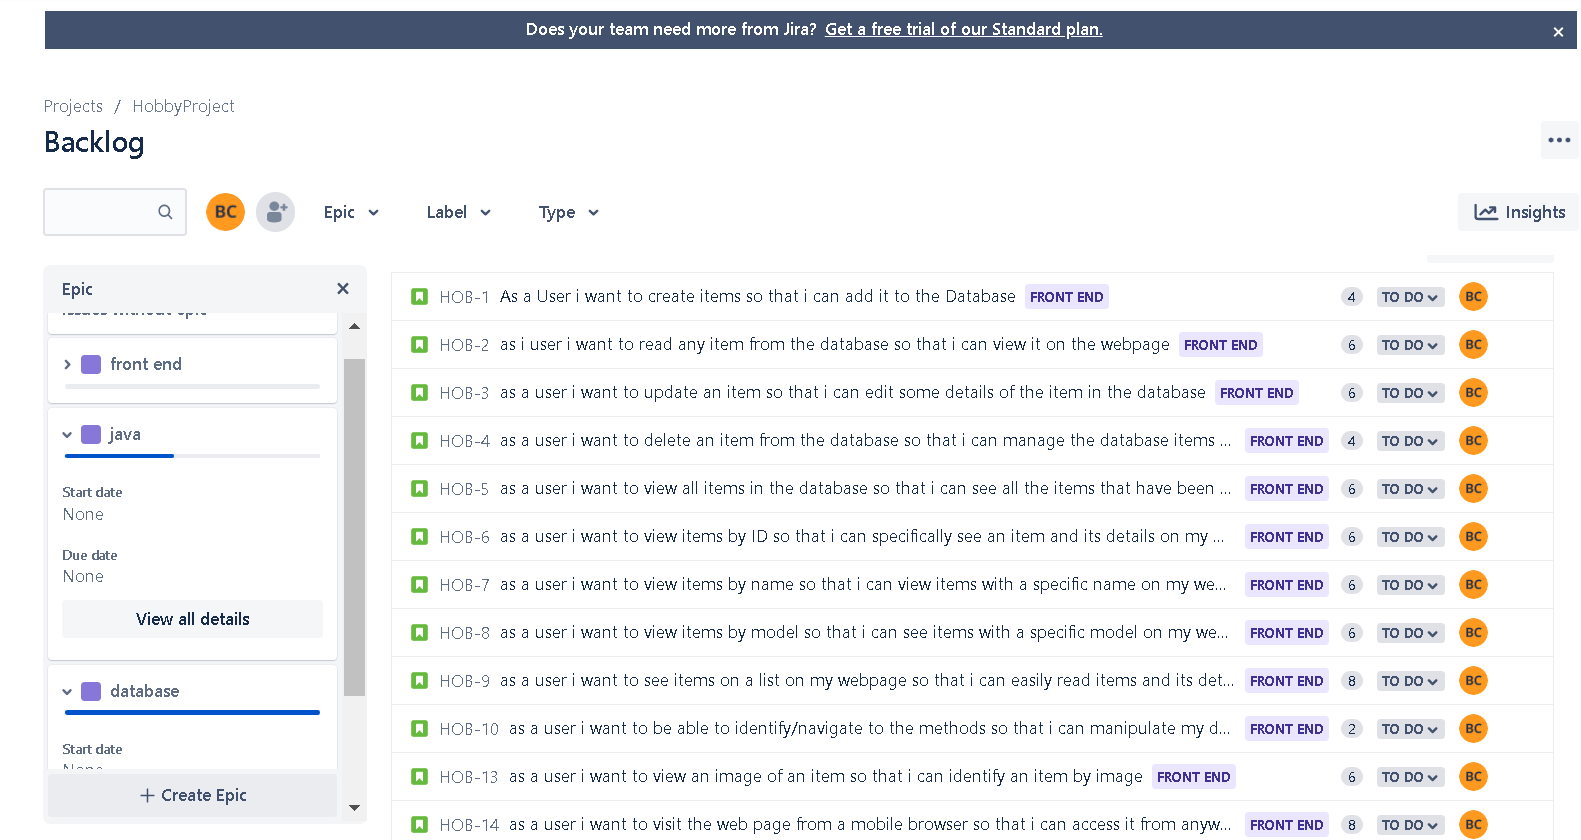 Does your team need more from Jira? Get a free trial of our Standard plan.
Projects / HobbyProject
Backlog
BC
Epic
Label
Type
Insights
Epic
Issues without epic
front end
java
Start date
None
Due date
None
View all details
database
Start date
None
+ Create Epic
HOB-1 As a User i want to create items so that i can add it to the Database FRONT END 4 TO DO BC
HOB-2 as i user i want to read any item from the database so that i can view it on the webpage FRONT END 6 TO DO BC
HOB-3 as a user i want to update an item so that i can edit some details of the item in the database FRONT END 6 TO DO BC
HOB-4 as a user i want to delete an item from the database so that i can manage the database items ... FRONT END 4 TO DO BC
HOB-5 as a user i want to view all items in the database so that i can see all the items that have been ... FRONT END 6 TO DO BC
HOB-6 as a user i want to view items by ID so that i can specifically see an item and its details on my ... FRONT END 6 TO DO BC
HOB-7 as a user i want to view items by name so that i can view items with a specific name on my we... FRONT END 6 TO DO BC
HOB-8 as a user i want to view items by model so that i can see items with a specific model on my we... FRONT END 6 TO DO BC
HOB-9 as a user i want to see items on a list on my webpage so that i can easily read items and its det... FRONT END 8 TO DO BC
HOB-10 as a user i want to be able to identify/navigate to the methods so that i can manipulate my d... FRONT END 2 TO DO BC
HOB-13 as a user i want to view an image of an item so that i can identify an item by image FRONT END 6 TO DO BC
HOB-14 as a user i want to visit the web page from a mobile browser so that i can access it from anyw... FRONT END 8 TO DO BC